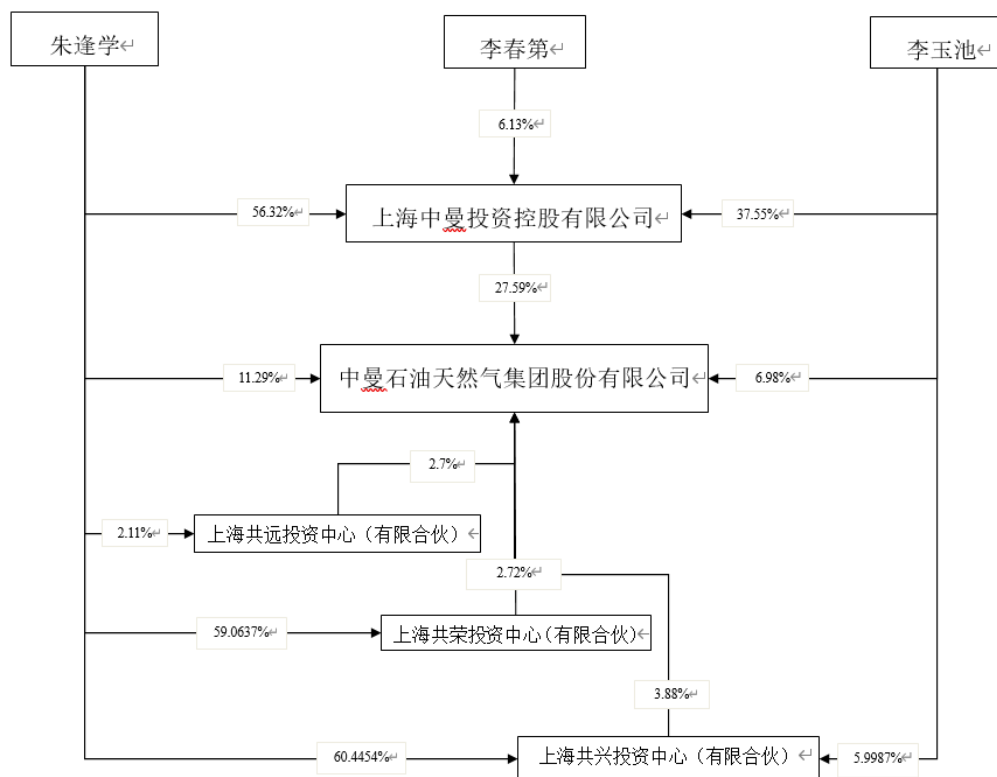 朱逢学↵
李春第↵
李玉池↵
6.13%↵
56.32%↵
上海中曼投资控股有限公司↵
37.55%↵
27.59%↵
11.29%↵
中曼石油天然气集团股份有限公司↵
6.98%↵
2.7%↵
2.11%↵
上海共远投资中心（有限合伙）↵
2.72%↵
59.0637%↵
上海共荣投资中心（有限合伙）↵
3.88%↵
60.4454%↵
上海共兴投资中心（有限合伙）↵
5.9987%↵